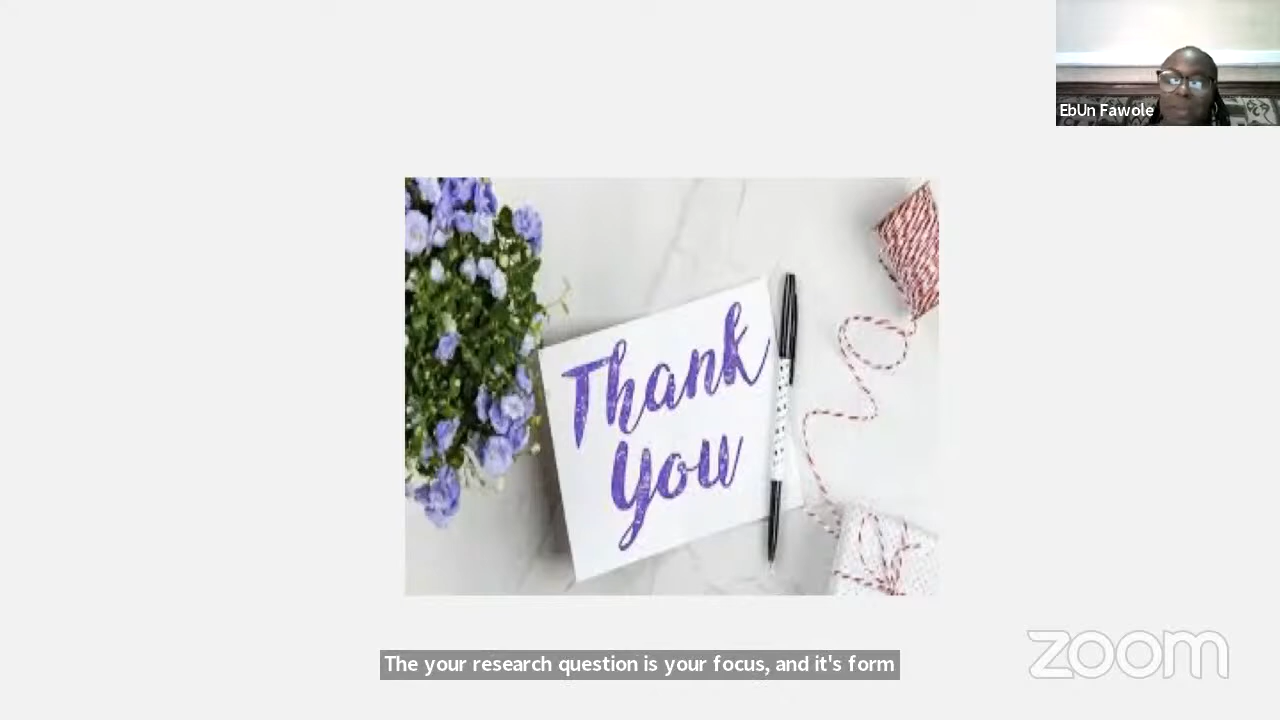 EbUn Fawole
Thank
You
The your research question is your focus, and it's form
zoom